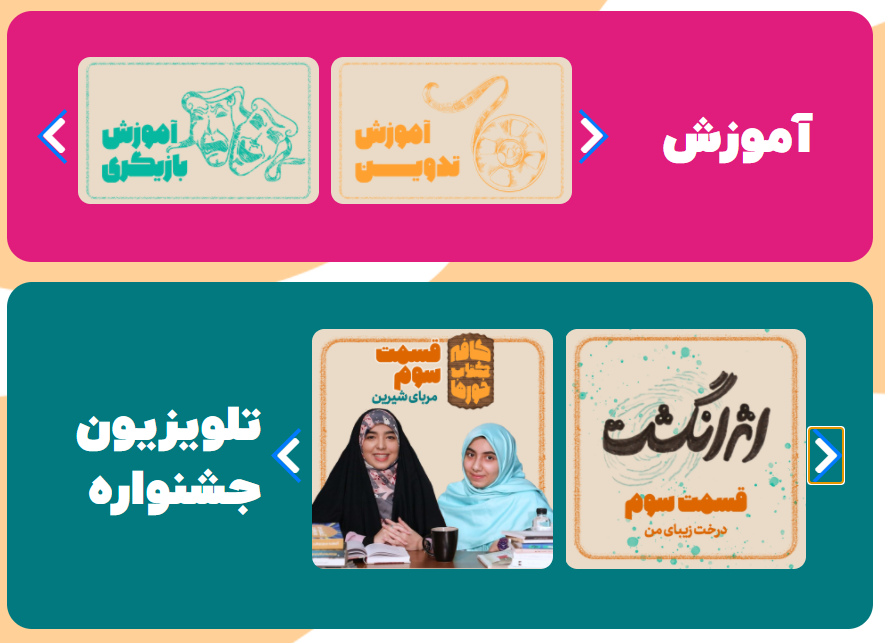 آموزش
آموزش
تدوین
آموزش
بازیگری
اثر انگشت
قسمت سوم
درخت زیبای من
کافه
کتاب
خورها
قسمت
سوم
مربای شیرین
تلویزیون
جشنواره